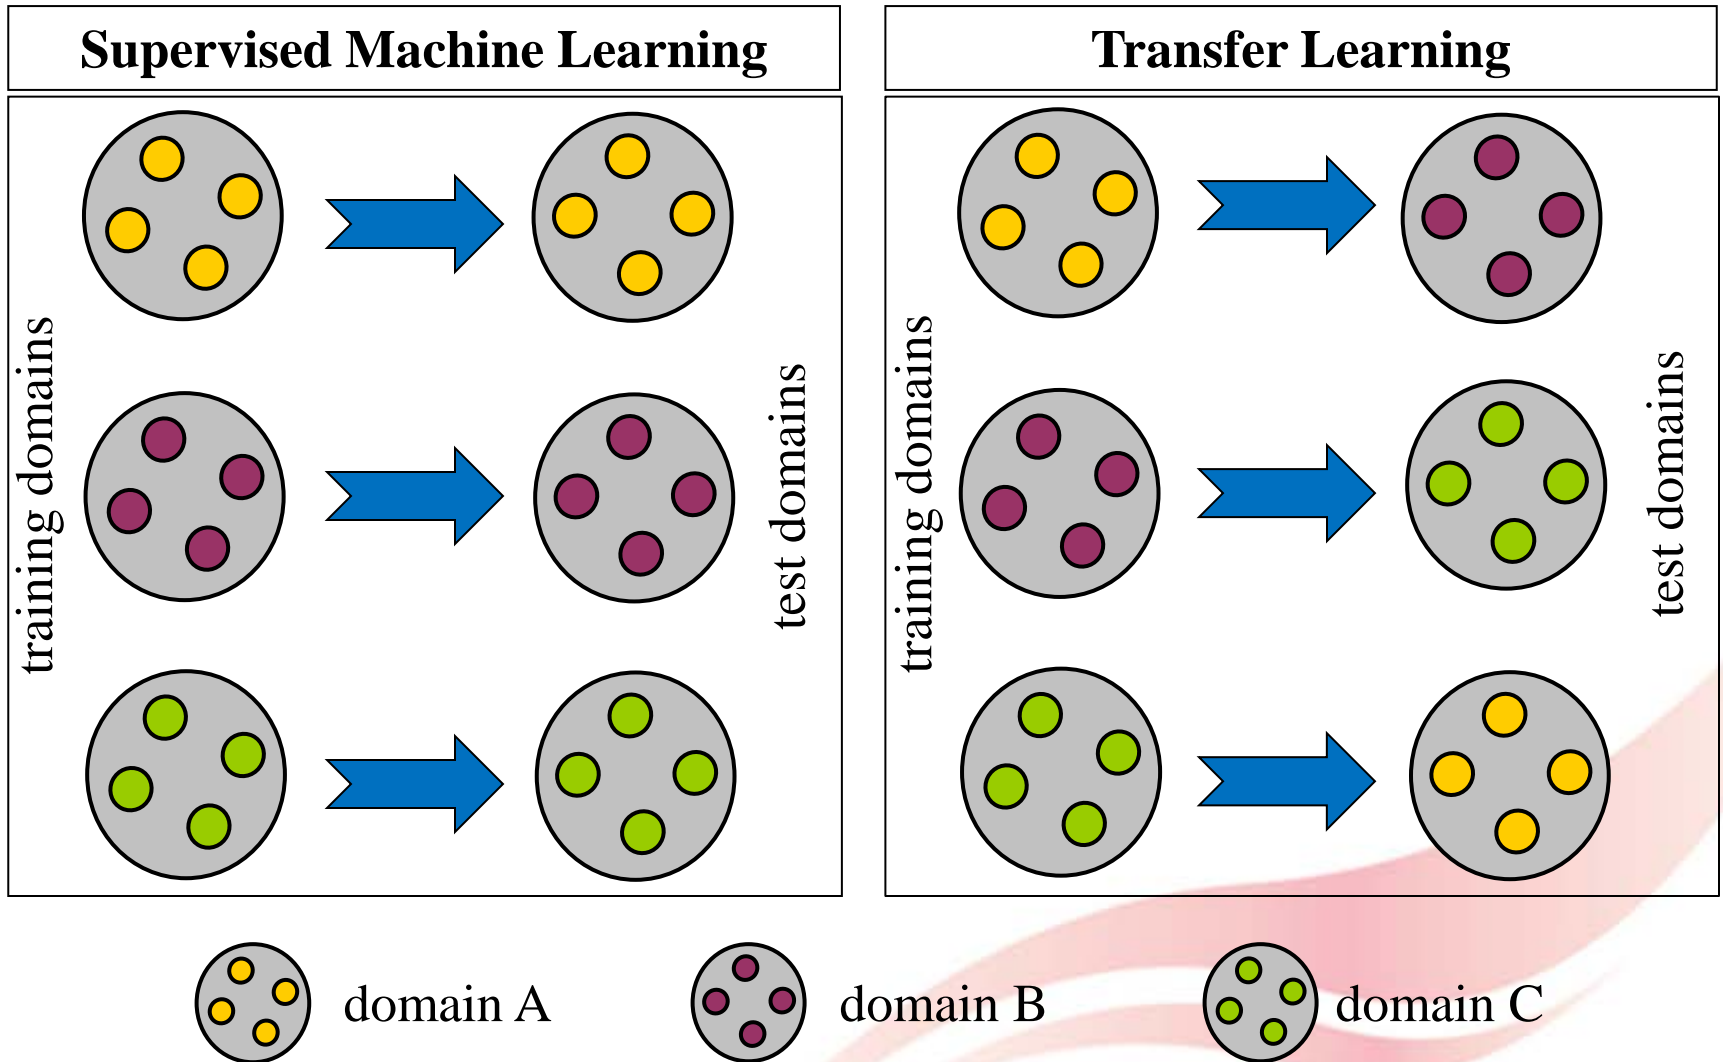 Supervised Machine Learning
Transfer Learning
training domains
test domains
training domains
test domains
domain A
domain B
domain C